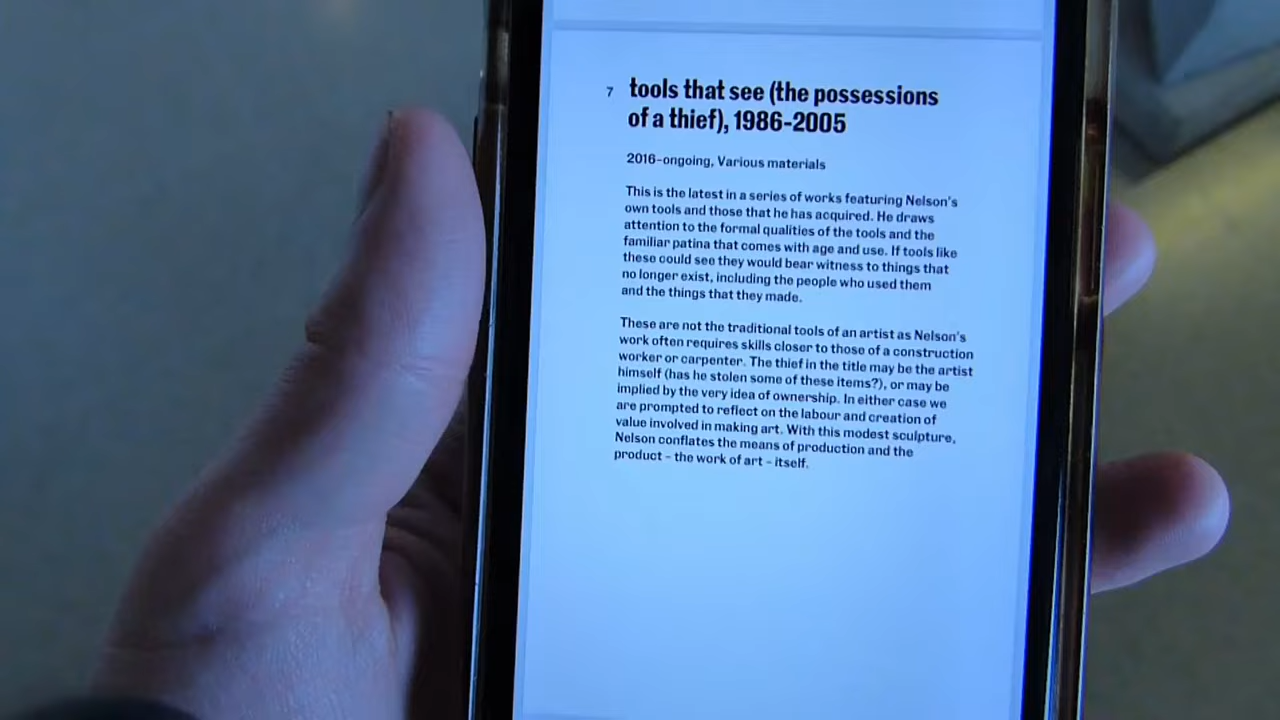 7 tools that see (the possessions
of a thief), 1986-2005
2016-ongoing, Various materials
This is the latest in a series of works featuring Nelson's
own tools and those that he has acquired. He draws
attention to the formal qualities of the tools and the
familiar patina that comes with age and use. If tools like
these could see they would bear witness to things that
no longer exist, including the people who used them
and the things that they made.
These are not the traditional tools of an artist as Nelson's
work often requires skills closer to those of a construction
worker or carpenter. The thief in the title may be the artist
himself (has he stolen some of these items?), or may be
implied by the very idea of ownership. In either case we
are prompted to reflect on the labour and creation of
value involved in making art. With this modest sculpture,
Nelson conflates the means of production and the
product – the work of art – itself.